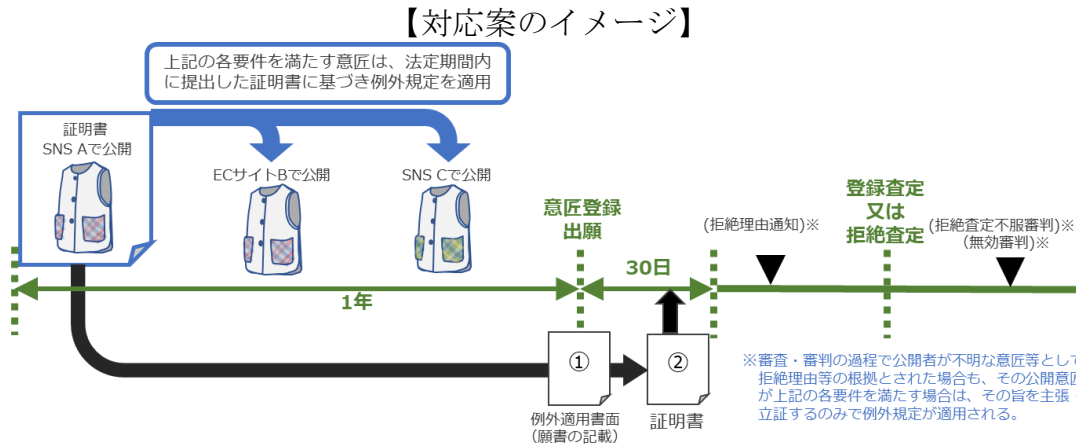 【対応案のイメージ】
上記の各要件を満たす意匠は、法定期間
内に提出した証明書に基づき例外規定を適用
証明書
SNS Aで公開
ECサイトBで公開
SNS Cで公開
意匠登録
出願
(拒絶理由通知)※
登録査定
又は
拒絶査定
(拒絶査定不服審判)※
(無効審判)※
1年
30日
①
②
例外適用書面
(願書の記載)
証明書
※審査・審判の過程で公開者が不明な意匠等として
拒絶理由等の根拠とされた場合も、その公開意匠
が上記の各要件を満たす場合は、その旨を主張・
立証するのみで例外規定が適用される。